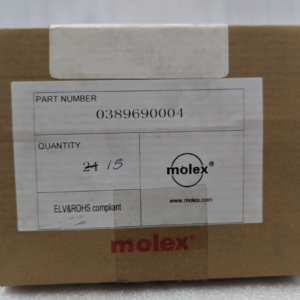 PART NUMBER
0389690004
QUANTITY
24 15
molex®
www.molex.com
ELV&ROHS compliant
molex®